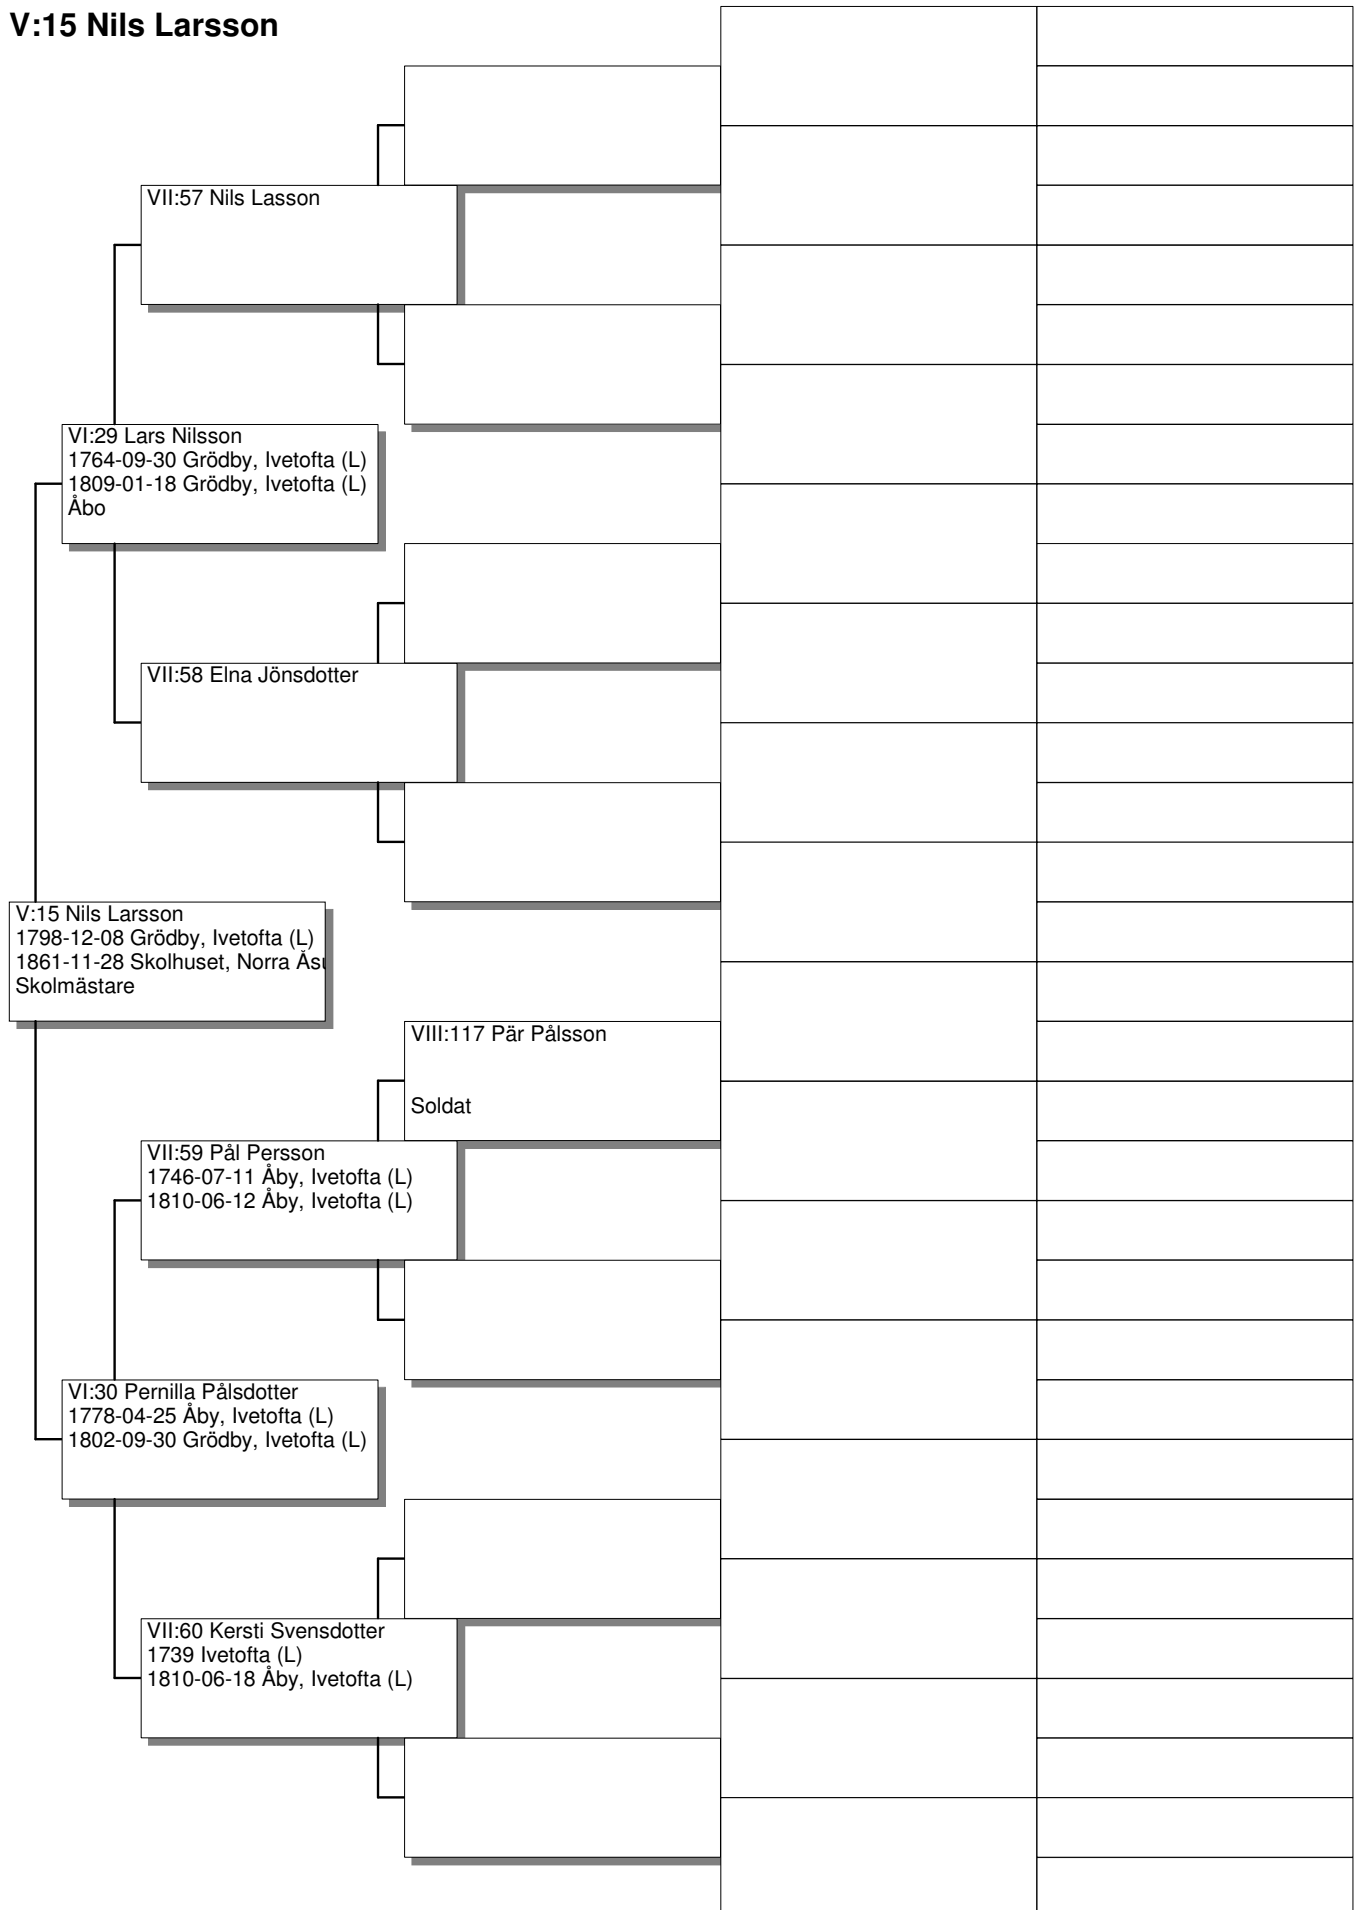 V:15 Nils Larsson
VII:57 Nils Lasson
VI:29 Lars Nilsson
1764-09-30 Grödby, Ivetofta (L)
1809-01-18 Grödby, Ivetofta (L)
Åbo
VII:58 Elna Jönsdotter
V:15 Nils Larsson
1798-12-08 Grödby, Ivetofta (L)
1861-11-28 Skolhuset, Norra
Skolmästare
VIII:117 Pär Pålsson
Soldat
VII:59 Pål Persson
1746-07-11 Åby, Ivetofta (L)
1810-06-12 Åby, Ivetofta (L)
VI:30 Pernilla Pålsdotter
1778-04-25 Åby, Ivetofta (L)
1802-09-30 Grödby, Ivetofta (L)
VII:60 Kersti Svensdotter
1739 Ivetofta (L)
1810-06-18 Åby, Ivetofta (L)